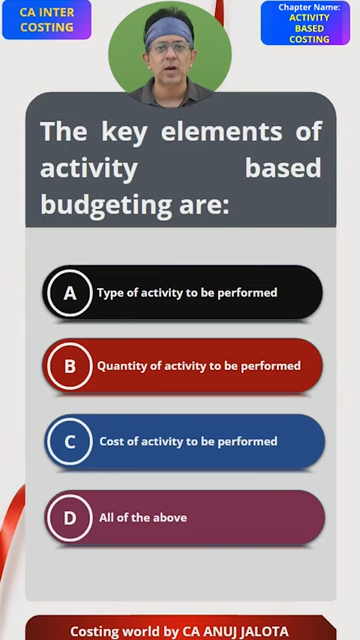 CA INTER
COSTING
Chapter Name:
ACTIVITY
BASED
COSTING
The key elements of
activity based
budgeting are:
A Type of activity to be performed
B Quantity of activity to be performed
C Cost of activity to be performed
D All of the above
Costing world by CA ANUJ JALOTA